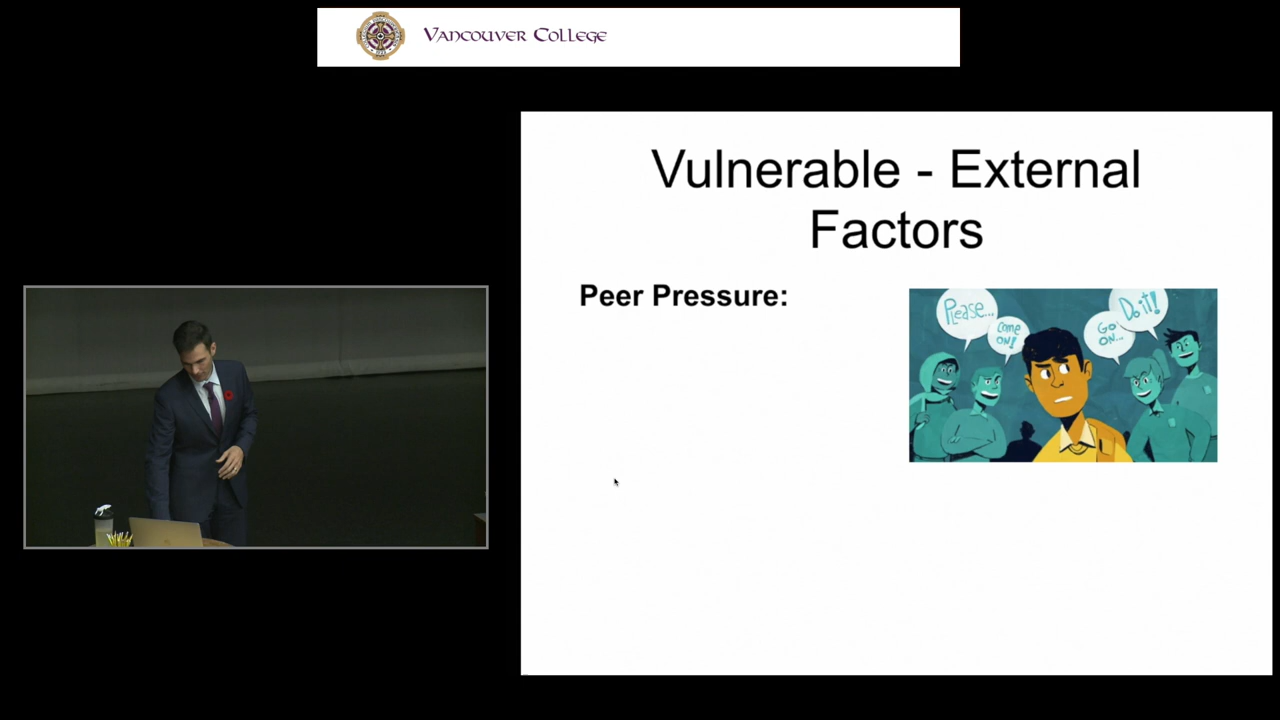 Vancouver College
Vulnerable - External
Factors
Peer Pressure:
Please...
Come
ON!
Go
ON...
Do it!